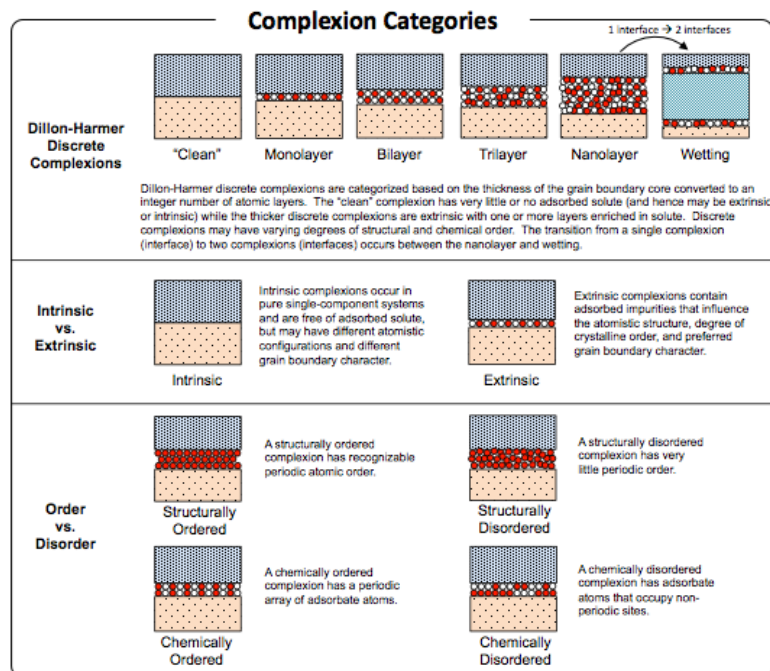 Complexion Categories
1 interface → 2 interfaces
Dillon-Harmer
Discrete
Complexions
"Clean"
Monolayer
Bilayer
Trilayer
Nanolayer
Wetting
Dillon-Harmer discrete complexions are categorized based on the thickness of the grain boundary core converted to an
integer number of atomic layers. The "clean" complexion has very little or no adsorbed solute (and hence may be extrinsic
or intrinsic) while the thicker discrete complexions are extrinsic with one or more layers enriched in solute. Discrete
complexions may have varying degrees of structural and chemical order. The transition from a single complexion
(interface) to two complexions (interfaces) occurs between the nanolayer and wetting.
Intrinsic
vs.
Extrinsic
Intrinsic
Intrinsic complexions occur in
pure single-component systems
and are free of adsorbed solute,
but may have different atomistic
configurations and different
grain boundary character.
Extrinsic
Extrinsic complexions contain
adsorbed impurities that influence
the atomistic structure, degree of
crystalline order, and preferred
grain boundary character.
Order
vs.
Disorder
Structurally
Ordered
A structurally ordered
complexion has recognizable
periodic atomic order.
Structurally
Disordered
A structurally disordered
complexion has very
little periodic order.
Chemically
Ordered
A chemically ordered
complexion has a periodic
array of adsorbate atoms.
Chemically
Disordered
A chemically disordered
complexion has adsorbate
atoms that occupy non-
periodic sites.